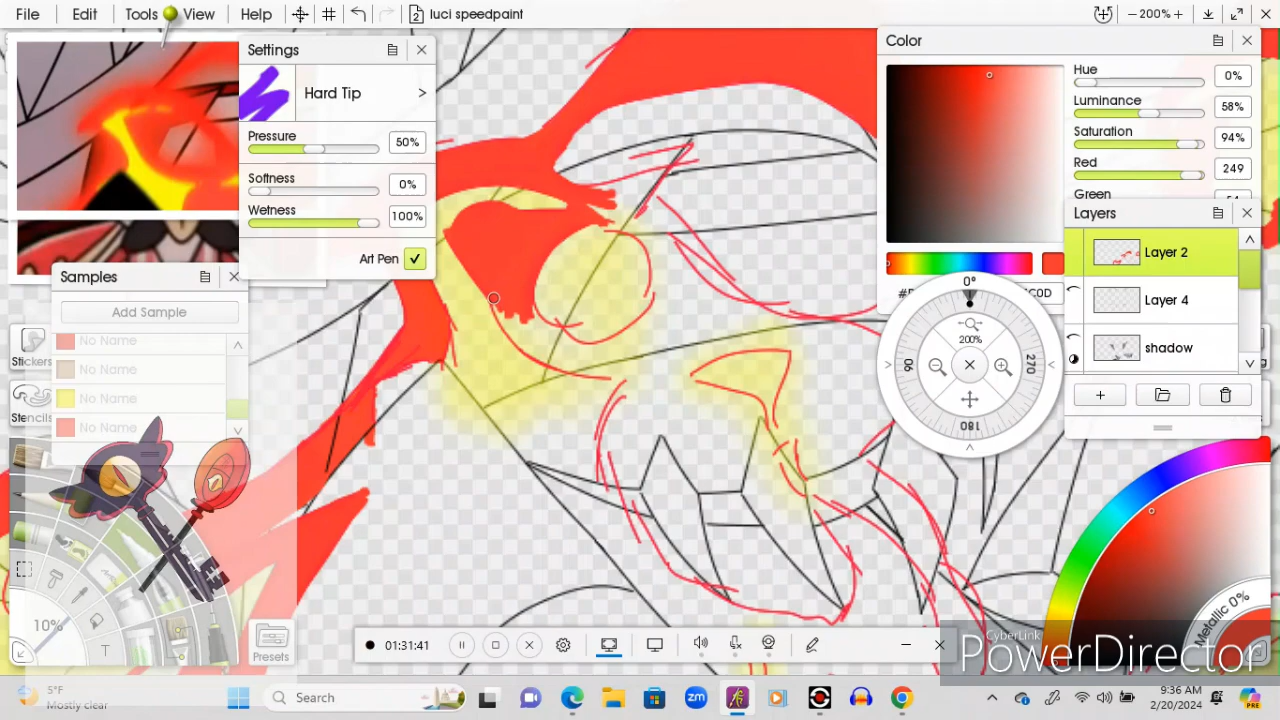 File Edit Tools View Help 2 luci speedpaint 200%
Settings
Hard Tip >
Pressure
50%
Softness
0%
Wetness
100%
Art Pen
Color
Hue
0%
Luminance
58%
Saturation
94%
Red
249
Green
Layers
Layer 2
Layer 4
shadow
Samples
Add Sample
No Name
No Name
No Name
No Name
Stickers
10%
T
Presets
0°
200%
90
270
180
Metallic 0%
01:31:41
CyberLink
PowerDirector
5°F
Mostly clear
Search
zm
9:36 AM
2/20/2024